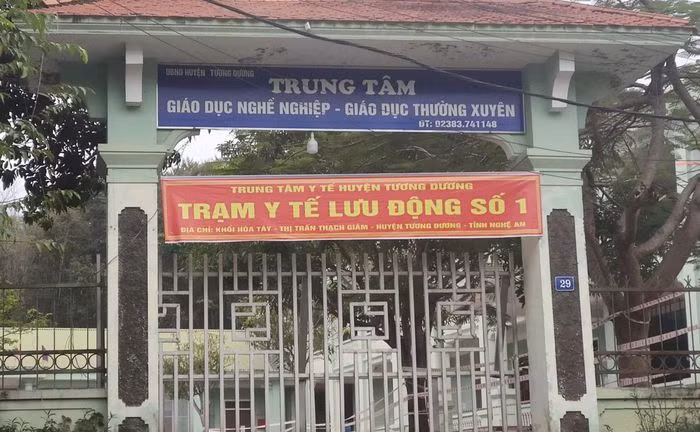 UBND HUYỆN TƯƠNG DƯƠNG
TRUNG TÂM
GIÁO DỤC NGHỀ NGHIỆP - GIÁO DỤC THƯỜNG XUYÊN
ĐT: 02383.741148
TRUNG TÂM Y TẾ HUYỆN TƯƠNG DƯƠNG
TRẠM Y TẾ LƯU ĐỘNG SỐ 1
ĐỊA CHỈ: KHỐI HÒA TÂY - THỊ TRẤN THẠCH GIÁM - HUYỆN TƯƠNG DƯƠNG - TỈNH NGHỆ AN
29